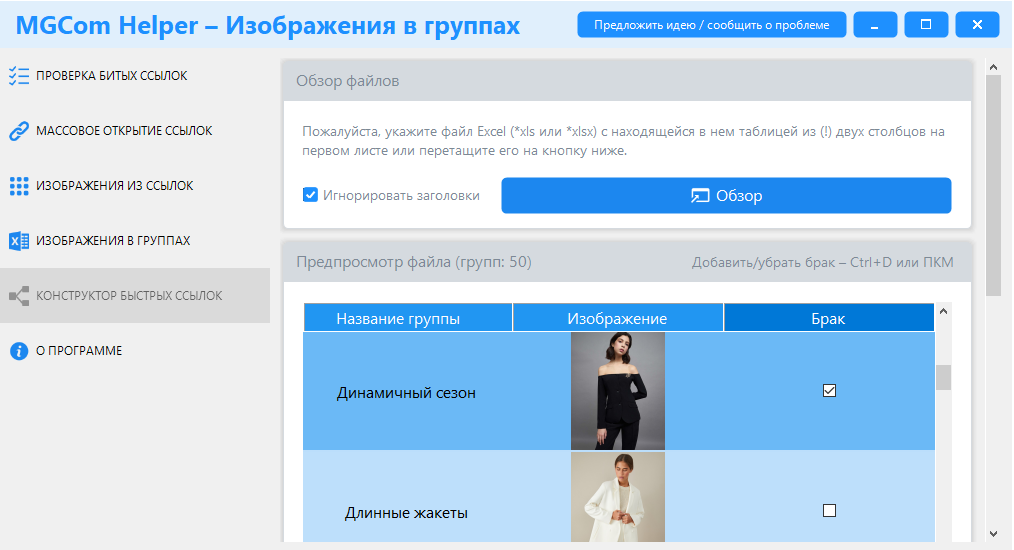 MGCom Helper – Изображения в группах
Предложить идею / сообщить о проблеме
ПРОВЕРКА БИТЫХ ССЫЛОК
МАССОВОЕ ОТКРЫТИЕ ССЫЛОК
ИЗОБРАЖЕНИЯ ИЗ ССЫЛОК
ИЗОБРАЖЕНИЯ В ГРУППАХ
КОНСТРУКТОР БЫСТРЫХ ССЫЛОК
О ПРОГРАММЕ
Обзор файлов
Пожалуйста, укажите файл Excel (*xls или *xlsx) с находящейся в нем таблицей из (!) двух столбцов на
первом листе или перетащите его на кнопку ниже.
Игнорировать заголовки
Обзор
Предпросмотр файла (групп: 50)
Добавить/убрать брак – Ctrl+D или ПКМ
Название группы
Изображение
Брак
Динамичный сезон
Длинные жакеты